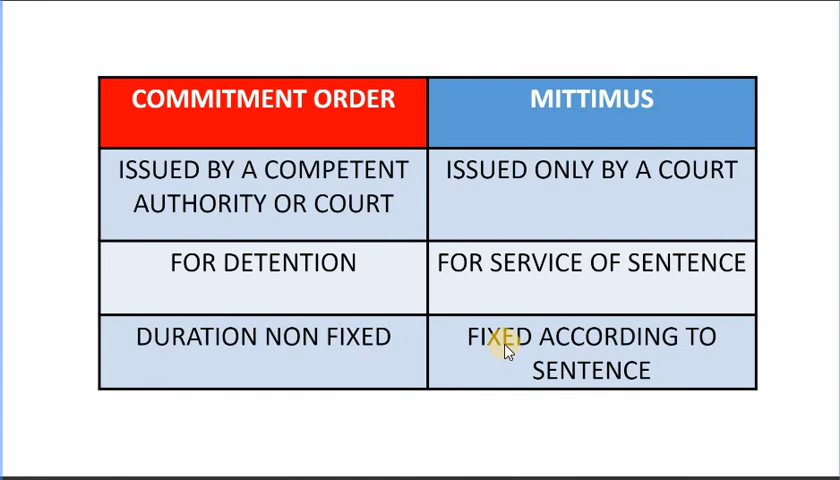 COMMITMENT ORDER
MITTIMUS
ISSUED BY A COMPETENT
AUTHORITY OR COURT
ISSUED ONLY BY A COURT
FOR DETENTION
FOR SERVICE OF SENTENCE
DURATION NON FIXED
FIXED ACCORDING TO
SENTENCE